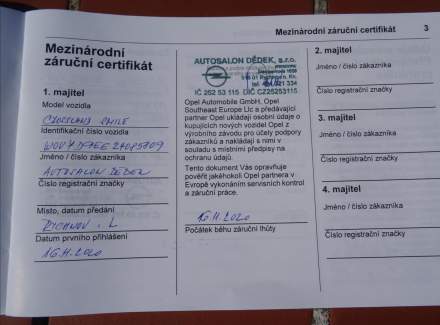 Mezinárodní záruční certifikát 3
Mezinárodní
záruční certifikát
1. majitel
Model vozidla
CROSSLAND
Identifikační číslo vozidla
Jméno / číslo zákazníka
AUTOSALON DĚDEK
Číslo registrační značky
Místo, datum předání
RYCHNOV
Datum prvního přihlášení
16.11.2020
AUTOSALON DĚDEK, s.r.o.
IČ 252 53 115 DIČ CZ25253115
Opel Automobile GmbH, Opel
Southeast Europe Llc a předávající
partner Opel ukládají osobní údaje o
kupujících nových vozidel Opel z
výrobního závodu pro účely podpory
zákazníků a nakládají s nimi v
souladu s místními předpisy na
ochranu údajů.
Tento dokument Vás opravňuje
pověřit jakéhokoli Opel partnera v
Evropě vykonáním servisních kontrol
a záruční práce.
16.11.2020
Počátek běhu záruční lhůty
2. majitel
Jméno / číslo zákazníka
Číslo registrační značky
3. majitel
Jméno / číslo zákazníka
Číslo registrační značky
4. majitel
Jméno / číslo zákazníka
Číslo registrační značky